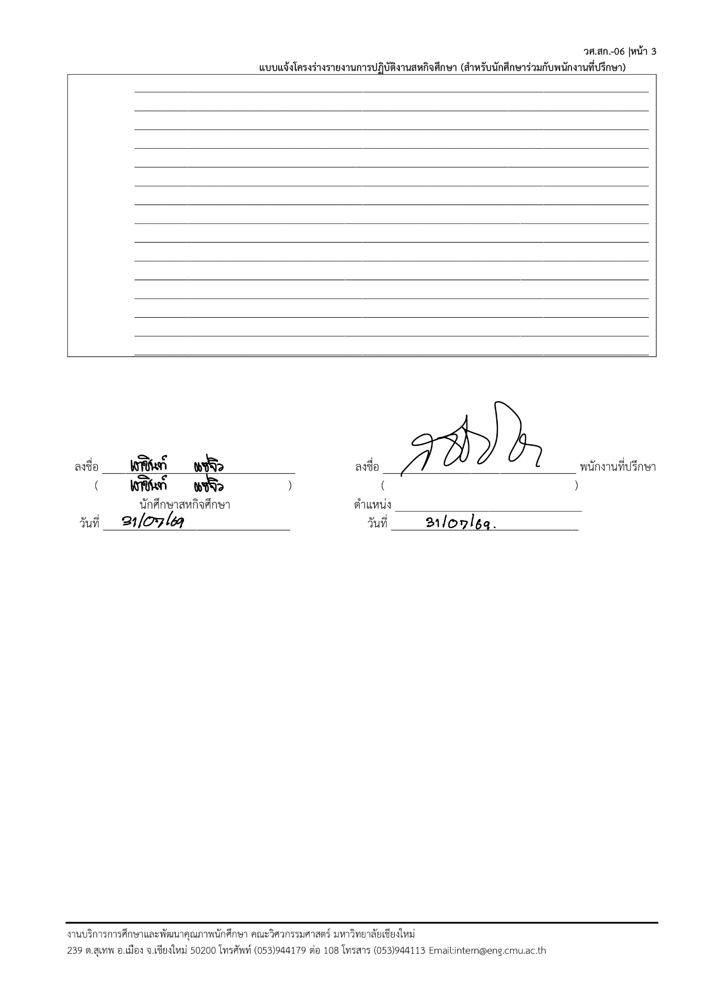 วศ.สก.-06 |หน้า 3
แบบแจ้งโครงร่างรายงานการปฏิบัติงานสหกิจศึกษา (สำหรับนักศึกษาร่วมกับพนักงานที่ปรึกษา)
ลงชื่อ แซ่จิว ลงชื่อ พนักงานที่ปรึกษา
( แซ่จิว ) ( )
นักศึกษาสหกิจศึกษา ตำแหน่ง
วันที่ 31/07/69 วันที่ 31/07/69.
งานบริการการศึกษาและพัฒนาคุณภาพนักศึกษา คณะวิศวกรรมศาสตร์ มหาวิทยาลัยเชียงใหม่
239 ต.สุเทพ อ.เมือง จ.เชียงใหม่ 50200 โทรศัพท์ (053)944179 ต่อ 108 โทรสาร (053)944113 Email:intern@eng.cmu.ac.th